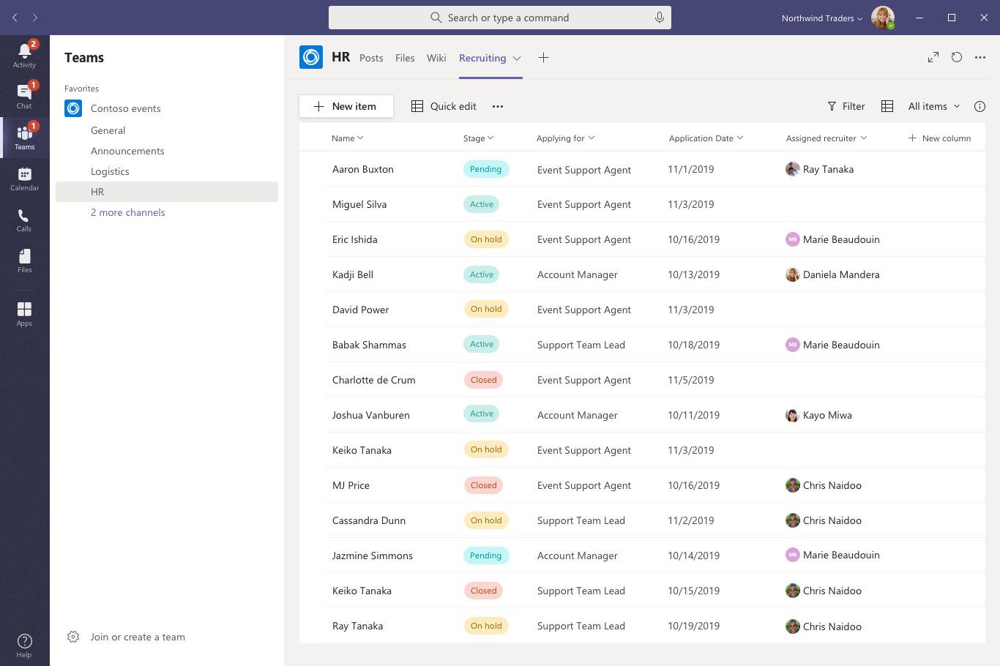 Search or type a command
Northwind Traders
2
Activity
1
Chat
1
Teams
Calendar
Calls
Files
Apps
Help
Teams
Favorites
Contoso events
General
Announcements
Logistics
HR
2 more channels
Join or create a team
HR Posts Files Wiki Recruiting
New item Quick edit Filter All items
Name Stage Applying for Application Date Assigned recruiter New column
Aaron Buxton Pending Event Support Agent 11/1/2019 Ray Tanaka
Miguel Silva Active Event Support Agent 11/3/2019
Eric Ishida On hold Event Support Agent 10/16/2019 MB Marie Beaudouin
Kadji Bell Active Account Manager 10/13/2019 Daniela Mandera
David Power On hold Event Support Agent 11/3/2019
Babak Shammas Active Support Team Lead 10/18/2019 MB Marie Beaudouin
Charlotte de Crum Closed Event Support Agent 11/5/2019
Joshua Vanburen Active Account Manager 10/11/2019 Kayo Miwa
Keiko Tanaka On hold Event Support Agent 11/3/2019
MJ Price Closed Event Support Agent 10/16/2019 Chris Naidoo
Cassandra Dunn On hold Support Team Lead 11/2/2019 Chris Naidoo
Jazmine Simmons Pending Account Manager 10/14/2019 MB Marie Beaudouin
Keiko Tanaka Closed Support Team Lead 10/15/2019 Chris Naidoo
Ray Tanaka On hold Support Team Lead 10/19/2019 Chris Naidoo